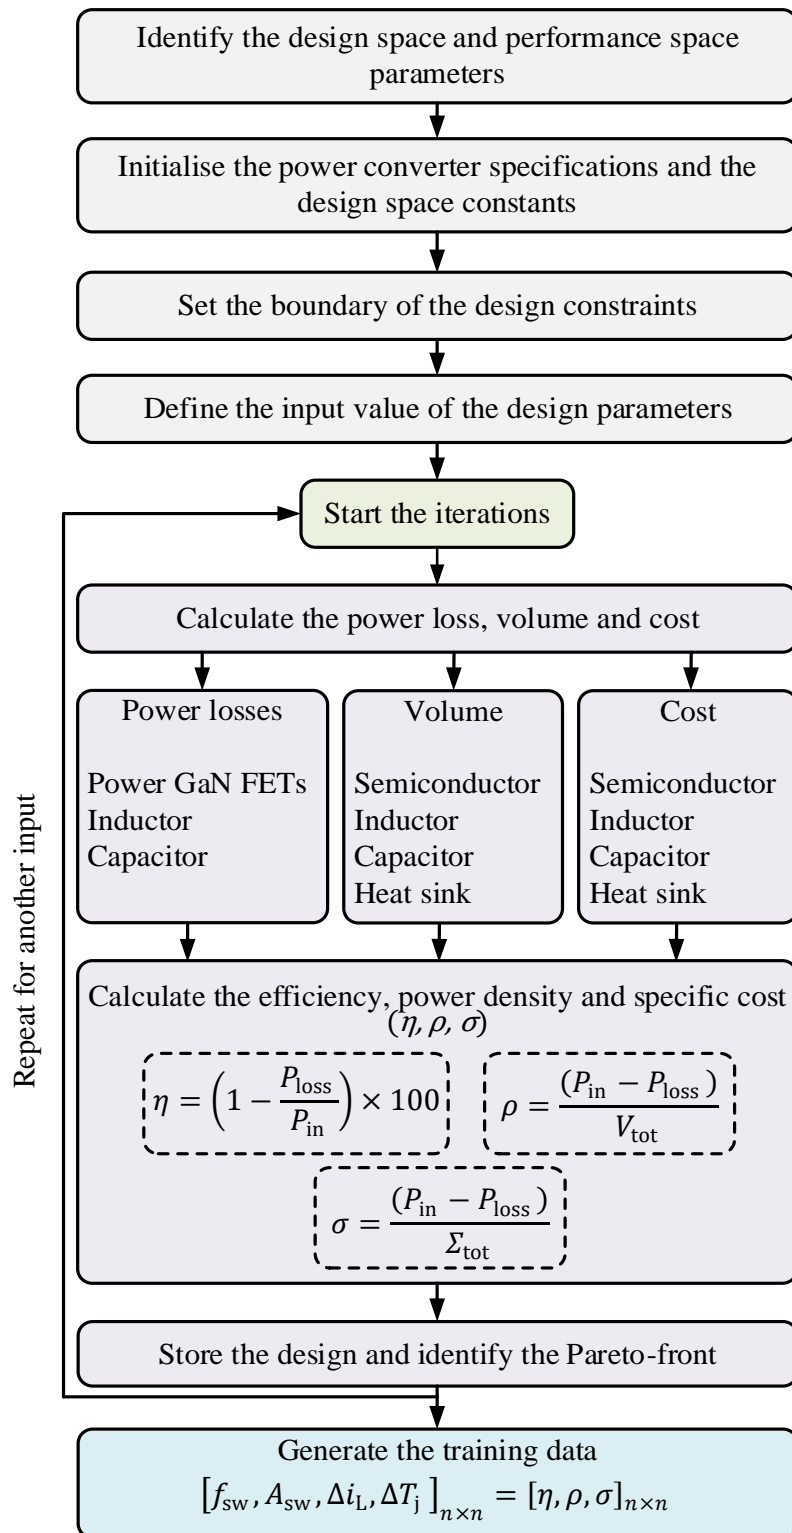 Identify the design space and performance space
parameters
Initialise the power converter specifications and the
design space constants
Set the boundary of the design constraints
Define the input value of the design parameters
Start the iterations
Calculate the power loss, volume and cost
Power losses
Power GaN FETs
Inductor
Capacitor
Volume
Semiconductor
Inductor
Capacitor
Heat sink
Cost
Semiconductor
Inductor
Capacitor
Heat sink
Repeat for another input
Calculate the efficiency, power density and specific cost
(η, ρ, σ)
η = (1 − P_loss / P_in) × 100
ρ = (P_in − P_loss) / V_tot
σ = (P_in − P_loss) / Σ_tot
Store the design and identify the Pareto-front
Generate the training data
[f_sw, A_sw, Δi_L, ΔT_j]_n×n = [η, ρ, σ]_n×n